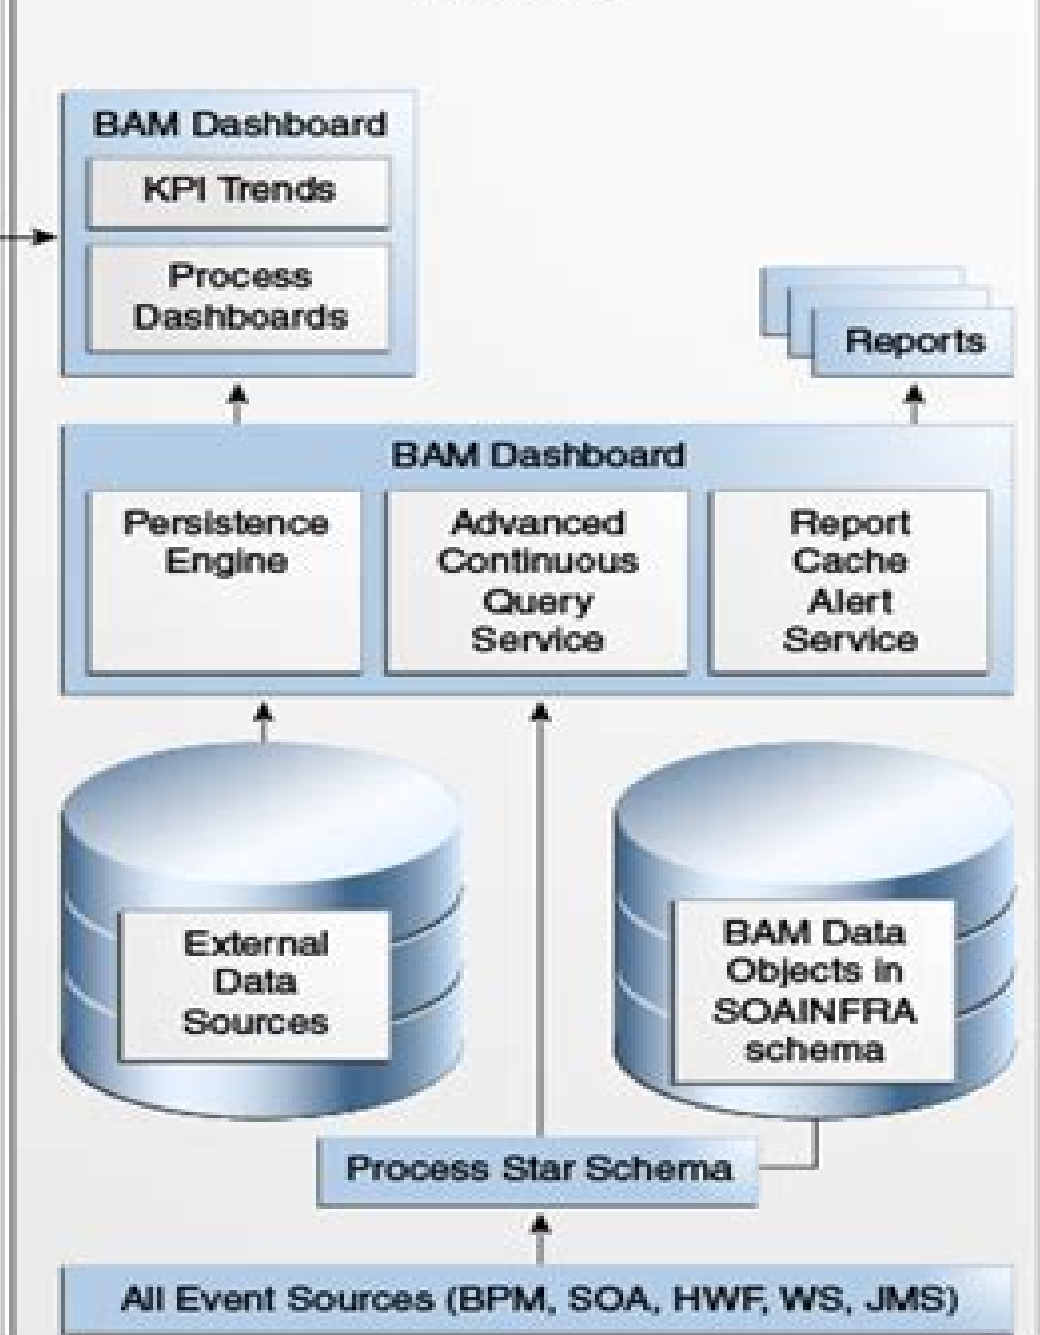 BAM Dashboard
KPI Trends
Process
Dashboards
Reports
BAM Dashboard
Persistence
Engine
Advanced
Continuous
Query
Service
Report
Cache
Alert
Service
External
Data
Sources
BAM Data
Objects in
SOAINFRA
schema
Process Star Schema
All Event Sources (BPM, SOA, HWF, WS, JMS)